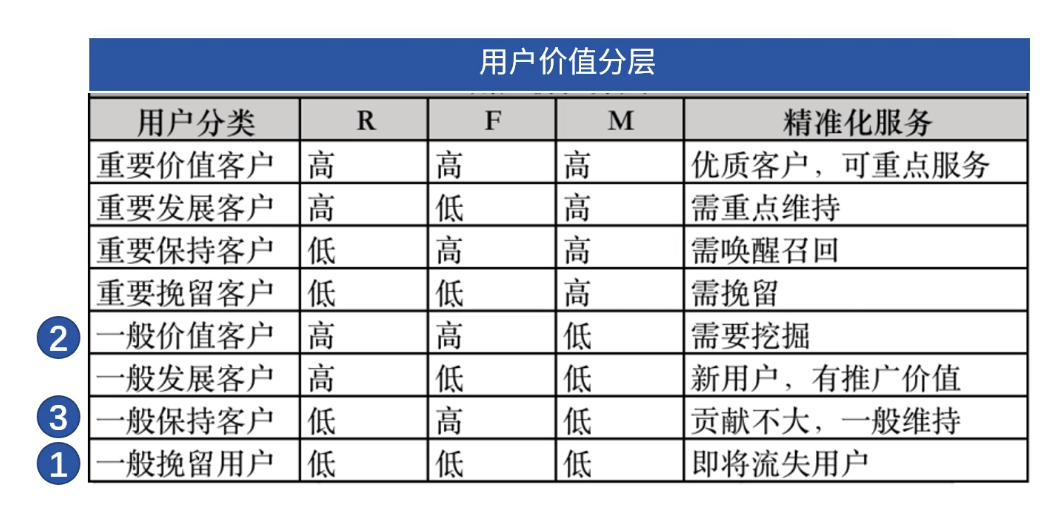 用户价值分层
用户分类 R F M 精准化服务
重要价值客户 高 高 高 优质客户，可重点服务
重要发展客户 高 低 高 需重点维持
重要保持客户 低 高 高 需唤醒召回
重要挽留客户 低 低 高 需挽留
2 一般价值客户 高 高 低 需要挖掘
一般发展客户 高 低 低 新用户，有推广价值
3 一般保持客户 低 高 低 贡献不大，一般维持
1 一般挽留用户 低 低 低 即将流失用户